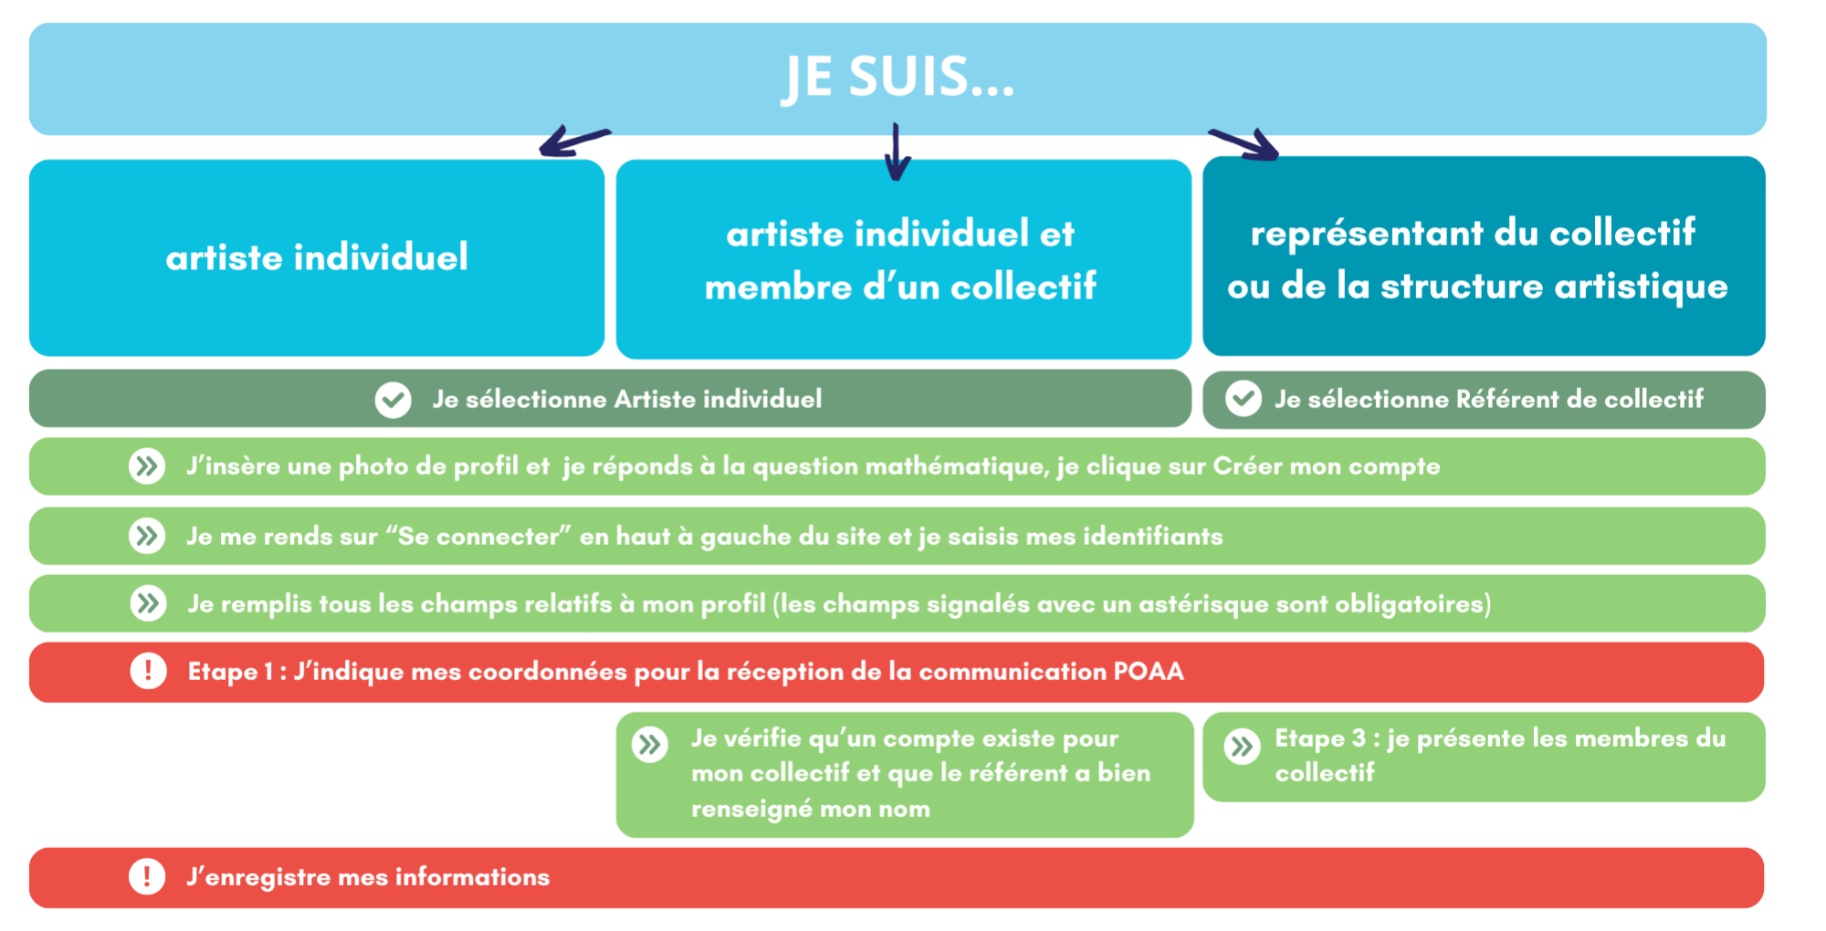 JE SUIS...
artiste individuel
artiste individuel et
membre d’un collectif
représentant du collectif
ou de la structure artistique
Je sélectionne Artiste individuel
Je sélectionne Référent de collectif
J’insère une photo de profil et je réponds à la question mathématique, je clique sur Créer mon compte
Je me rends sur “Se connecter” en haut à gauche du site et je saisis mes identifiants
Je remplis tous les champs relatifs à mon profil (les champs signalés avec un astérisque sont obligatoires)
Etape 1 : J’indique mes coordonnées pour la réception de la communication POAA
Je vérifie qu’un compte existe pour
mon collectif et que le référent a bien
renseigné mon nom
Etape 3 : je présente les membres du
collectif
J’enregistre mes informations